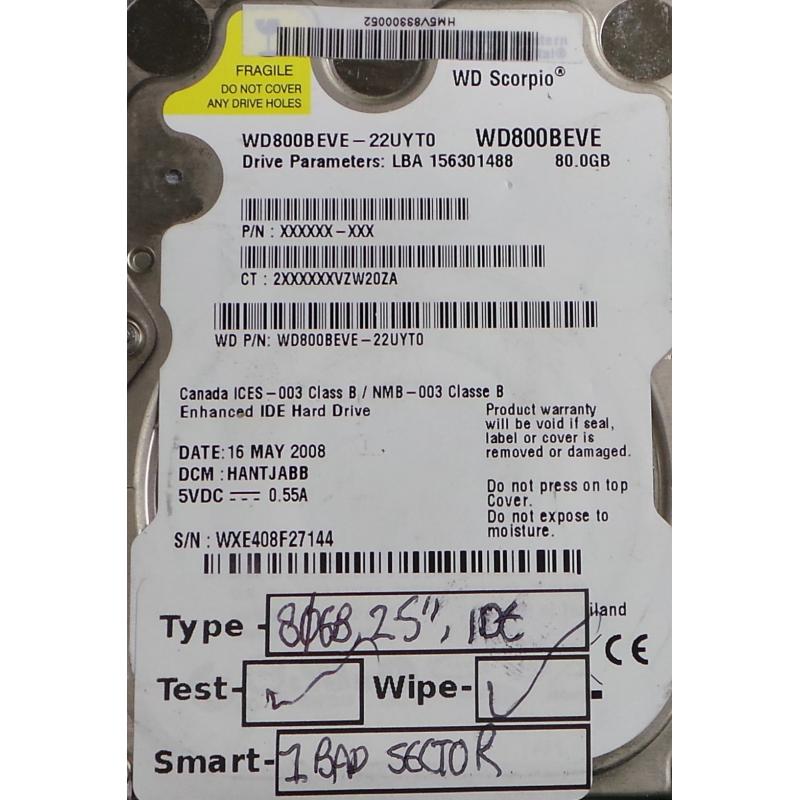 HM5V83300052
FRAGILE
DO NOT COVER
ANY DRIVE HOLES
WD Scorpio®
WD800BEVE-22UYT0 WD800BEVE
Drive Parameters: LBA 156301488 80.0GB
P/N : XXXXXX-XXX
CT : 2XXXXXXVZW20ZA
WD P/N: WD800BEVE-22UYT0
Canada ICES-003 Class B / NMB-003 Classe B
Enhanced IDE Hard Drive
Product warranty
will be void if seal,
label or cover is
removed or damaged.
DATE: 16 MAY 2008
DCM : HANTJABB
5VDC ⎓ 0.55A
Do not press on top
Cover.
Do not expose to
moisture.
S/N : WXE408F27144
iland
Type - 80GB, 2.5", IDE
CE
Test- ✓ Wipe- ✓
Smart- 1 BAD SECTOR